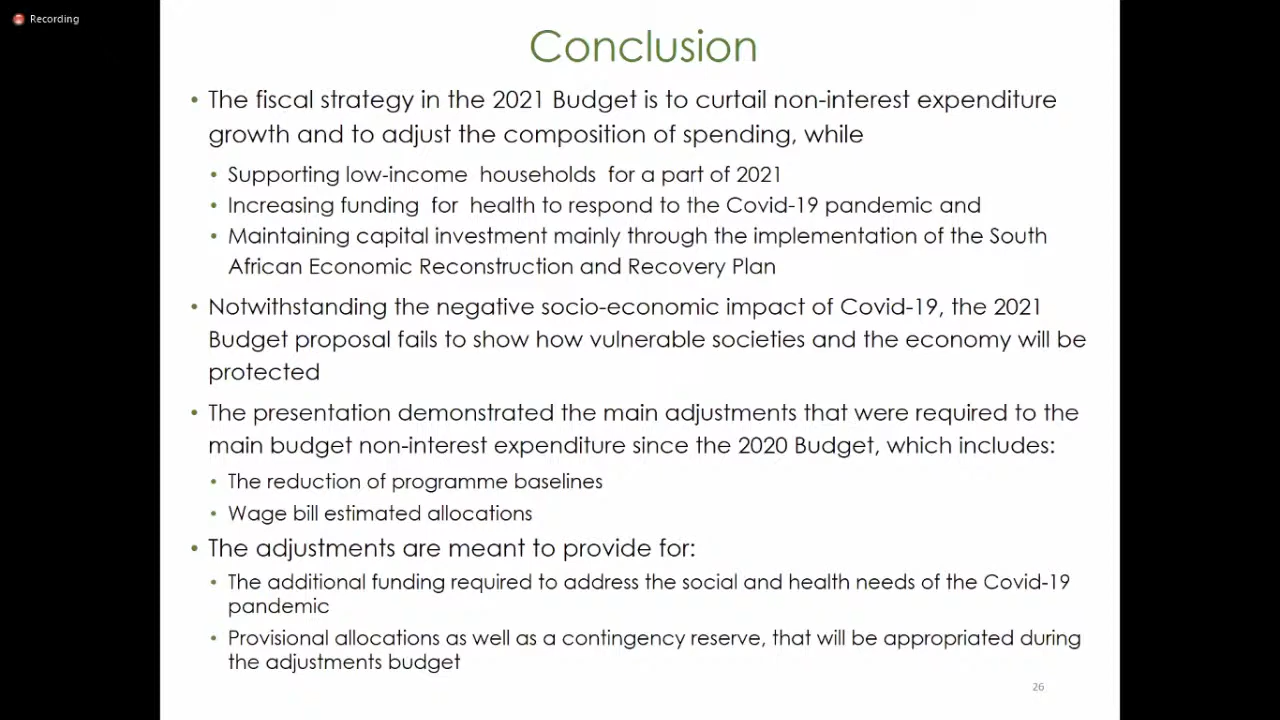 Recording
Conclusion
• The fiscal strategy in the 2021 Budget is to curtail non-interest expenditure
growth and to adjust the composition of spending, while
• Supporting low-income households for a part of 2021
• Increasing funding for health to respond to the Covid-19 pandemic and
• Maintaining capital investment mainly through the implementation of the South
African Economic Reconstruction and Recovery Plan
• Notwithstanding the negative socio-economic impact of Covid-19, the 2021
Budget proposal fails to show how vulnerable societies and the economy will be
protected
• The presentation demonstrated the main adjustments that were required to the
main budget non-interest expenditure since the 2020 Budget, which includes:
• The reduction of programme baselines
• Wage bill estimated allocations
• The adjustments are meant to provide for:
• The additional funding required to address the social and health needs of the Covid-19
pandemic
• Provisional allocations as well as a contingency reserve, that will be appropriated during
the adjustments budget
26